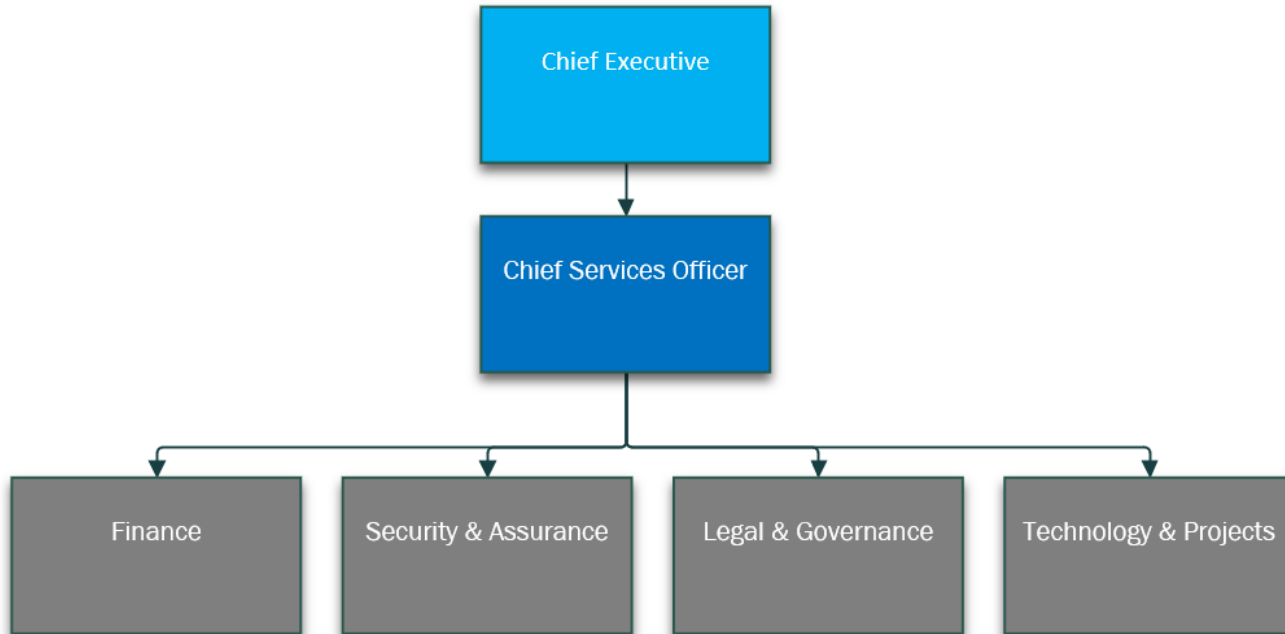 Chief Executive
Chief Services Officer
Finance
Security & Assurance
Legal & Governance
Technology & Projects